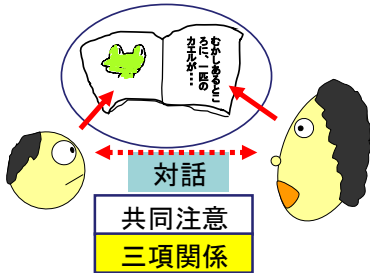 むかしあるとこ
ろに、一匹の
カエルが・・・
対話
共同注意
三項関係